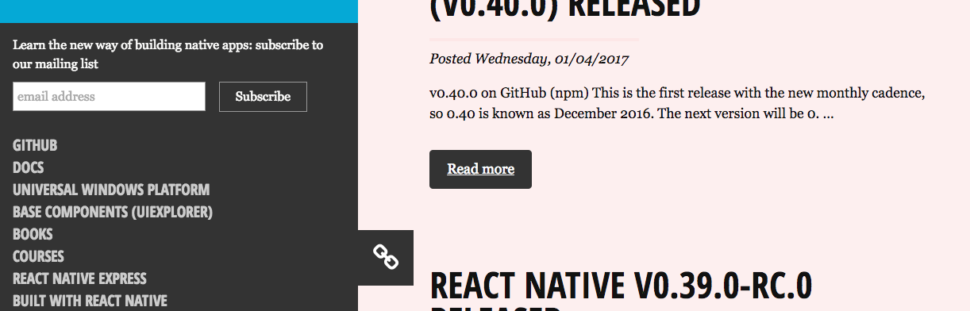 Learn the new way of building native apps: subscribe to
our mailing list
email address
Subscribe
GITHUB
DOCS
UNIVERSAL WINDOWS PLATFORM
BASE COMPONENTS (UIEXPLORER)
BOOKS
COURSES
REACT NATIVE EXPRESS
BUILT WITH REACT NATIVE
(V0.40.0) RELEASED
Posted Wednesday, 01/04/2017
v0.40.0 on GitHub (npm) This is the first release with the new monthly cadence,
so 0.40 is known as December 2016. The next version will be 0. ...
Read more
REACT NATIVE V0.39.0-RC.0
RELEASED